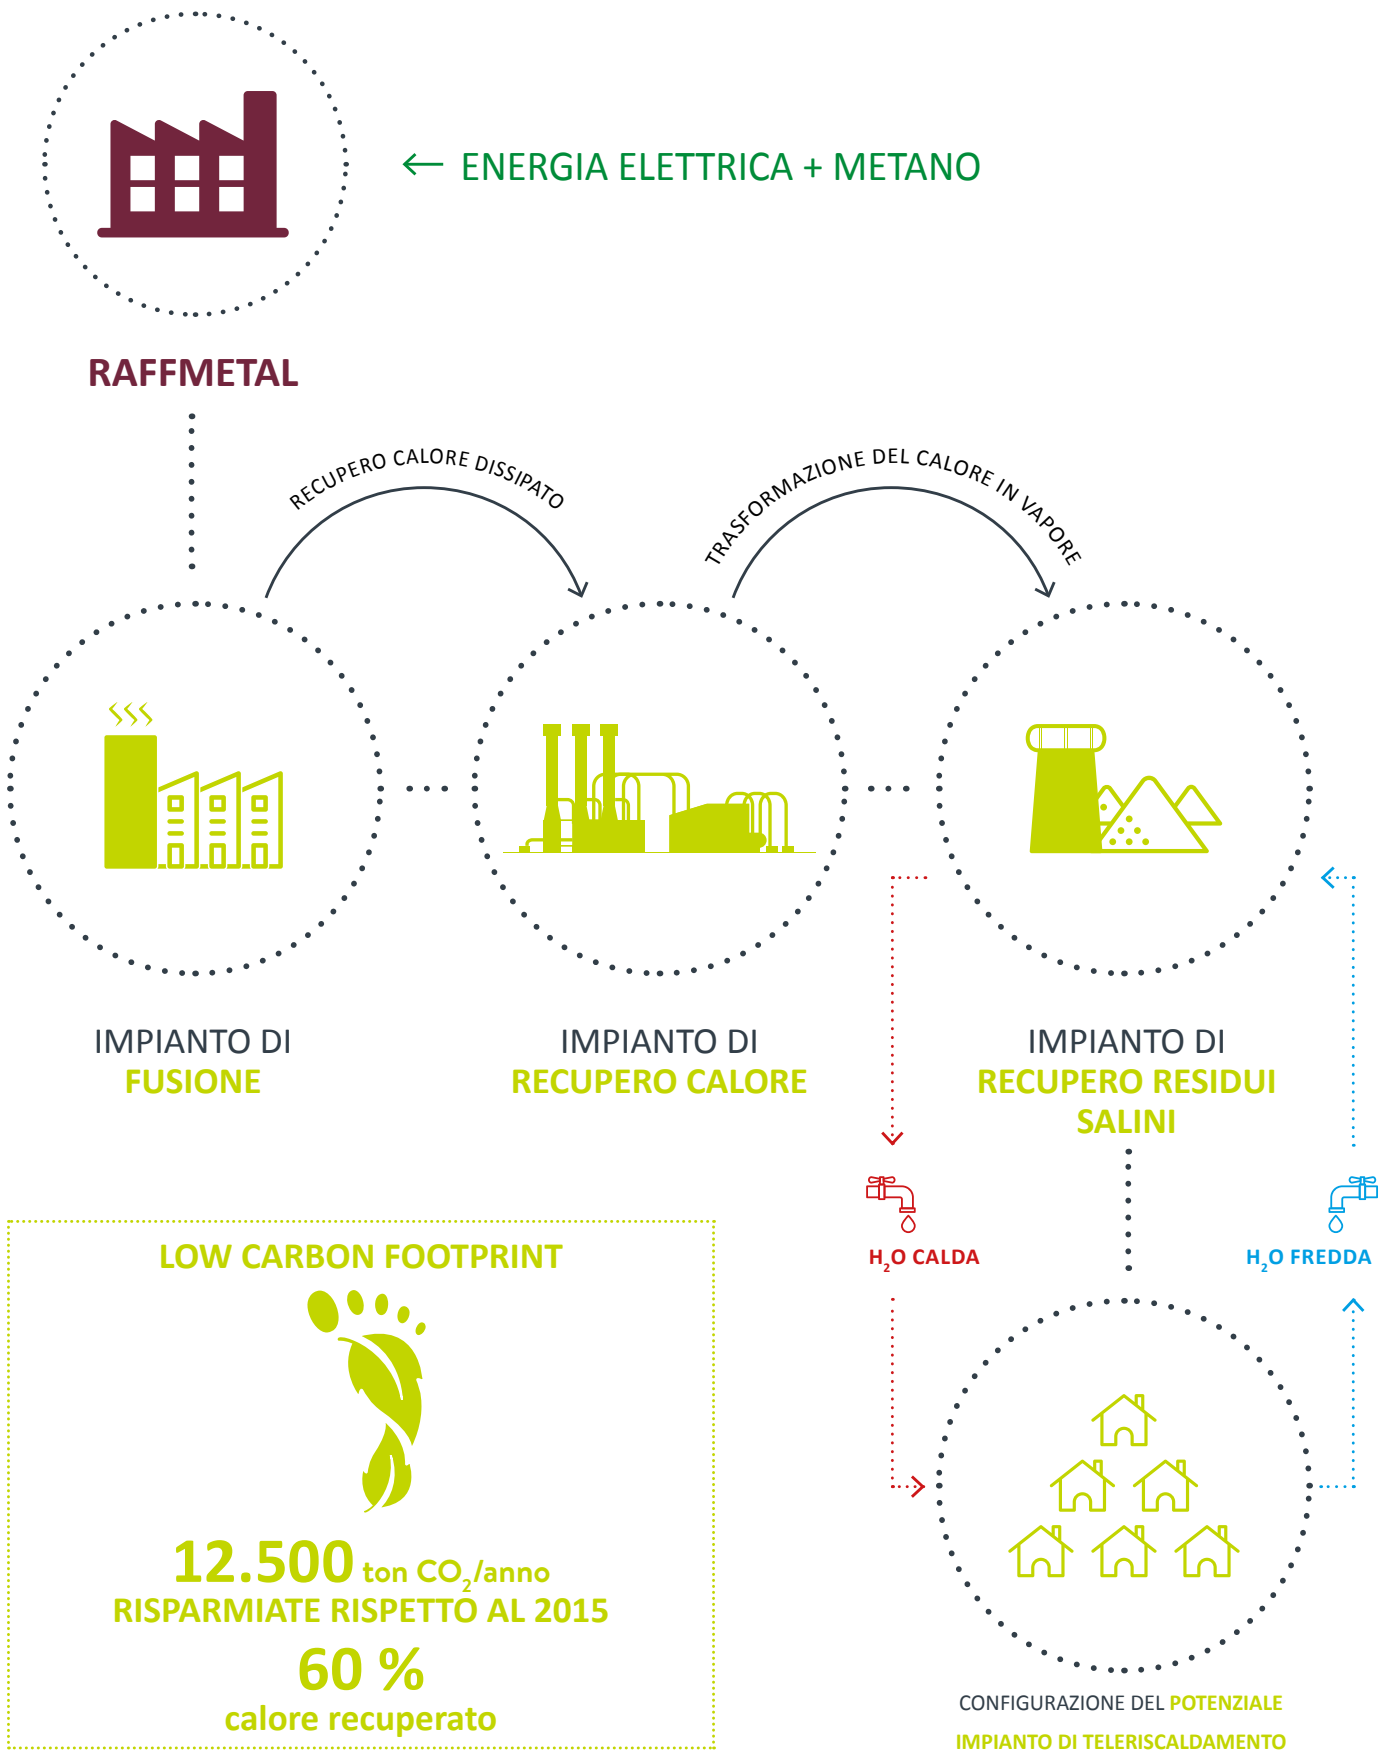 ← ENERGIA ELETTRICA + METANO
RAFFMETAL
RECUPERO CALORE DISSIPATO
TRASFORMAZIONE DEL CALORE IN VAPORE
IMPIANTO DI
FUSIONE
IMPIANTO DI
RECUPERO CALORE
IMPIANTO DI
RECUPERO RESIDUI
SALINI
H₂O CALDA
H₂O FREDDA
LOW CARBON FOOTPRINT
12.500 ton CO₂/anno
RISPARMIATE RISPETTO AL 2015
60 %
calore recuperato
CONFIGURAZIONE DEL POTENZIALE
IMPIANTO DI TELERISCALDAMENTO